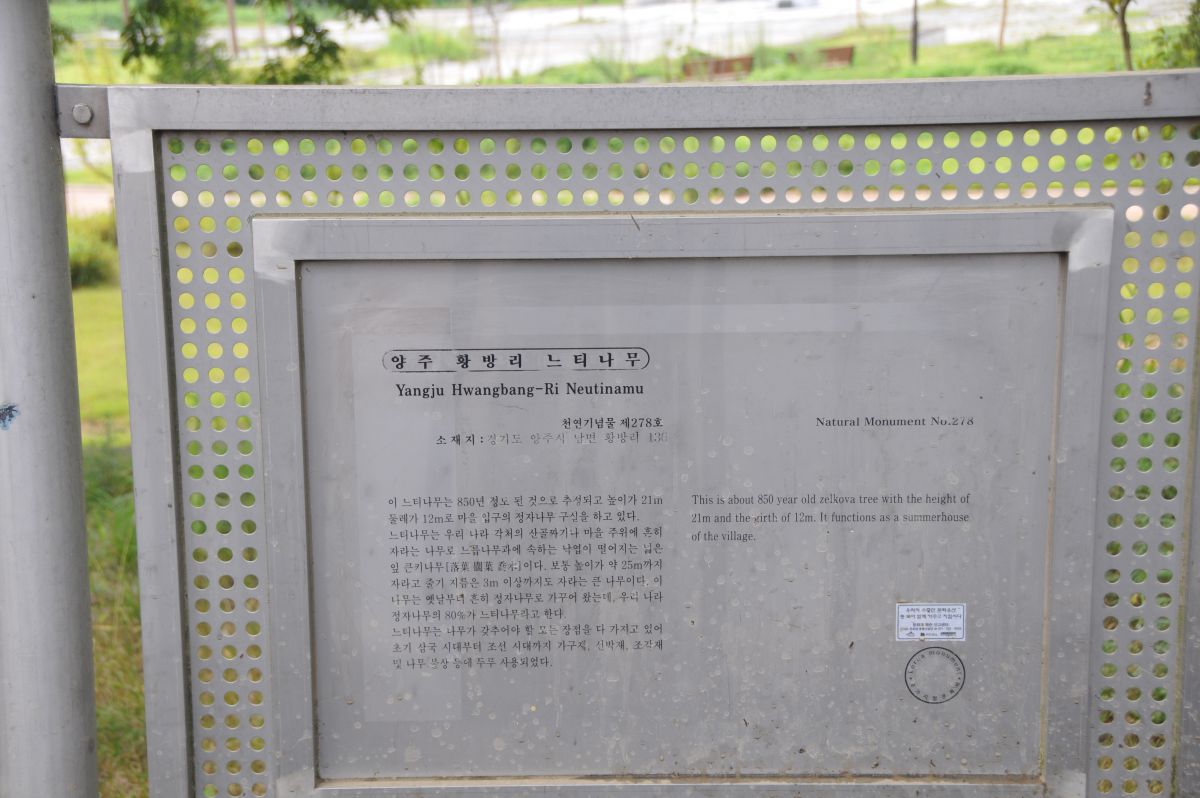 양주 황방리 느티나무
Yangju Hwangbang-Ri Neutinamu
천연기념물 제278호
소 재 지 : 경기도 양주시 남면 황방리 136
Natural Monument No.278
이 느티나무는 850년 정도 된 것으로 추정되고 높이가 21m
둘레가 12m로 마을 입구의 정자나무 구실을 하고 있다.
느티나무는 우리 나라 각처의 산골짜기나 마을 주위에 흔히
자라는 나무로 느릅나무과에 속하는 낙엽이 떨어지는 넓은
잎 큰키나무[落葉 闊葉 喬木]이다. 보통 높이가 약 25m까지
자라고 줄기 지름은 3m 이상까지도 자라는 큰 나무이다. 이
나무는 옛날부터 흔히 정자나무로 가꾸어 왔는데, 우리 나라
정자나무의 80%가 느티나무라고 한다.
느티나무는 나무가 갖추어야 할 모든 장점을 다 가지고 있어
초기 삼국 시대부터 조선 시대까지 가구재, 선박재, 조각재
및 나무 불상 등에 두루 사용되었다.
This is about 850 year old zelkova tree with the height of
21m and the girth of 12m. It functions as a summerhouse
of the village.